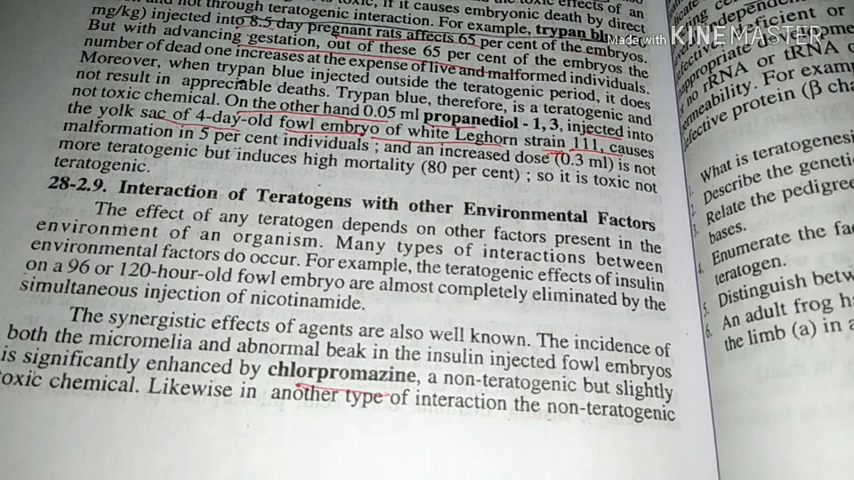 not through teratogenic interaction. For example, trypan blue
mg/kg) injected into 8.5 day pregnant rats affects 65 per cent of the embryos.
But with advancing gestation, out of these 65 per cent of the embryos the
number of dead one increases at the expense of live and malformed individuals.
Moreover, when trypan blue injected outside the teratogenic period, it does
not result in appreciable deaths. Trypan blue, therefore, is a teratogenic and
not toxic chemical. On the other hand 0.05 ml propanediol - 1, 3, injected into
the yolk sac of 4-day-old fowl embryo of white Leghorn strain 111, causes
malformation in 5 per cent individuals ; and an increased dose (0.3 ml) is not
more teratogenic but induces high mortality (80 per cent) ; so it is toxic not
teratogenic.
28-2.9. Interaction of Teratogens with other Environmental Factors
The effect of any teratogen depends on other factors present in the
environment of an organism. Many types of interactions between
environmental factors do occur. For example, the teratogenic effects of insulin
on a 96 or 120-hour-old fowl embryo are almost completely eliminated by the
simultaneous injection of nicotinamide.
The synergistic effects of agents are also well known. The incidence of
both the micromelia and abnormal beak in the insulin injected fowl embryos
is significantly enhanced by chlorpromazine, a non-teratogenic but slightly
toxic chemical. Likewise in another type of interaction the non-teratogenic
Made with KINEMASTER
rRNA or tRNA
For
protein (β
What is
Describe the
Relate the
bases.
Enumerate the
teratogen.
5. Distinguish
6. An adult frog
the limb (a) in a